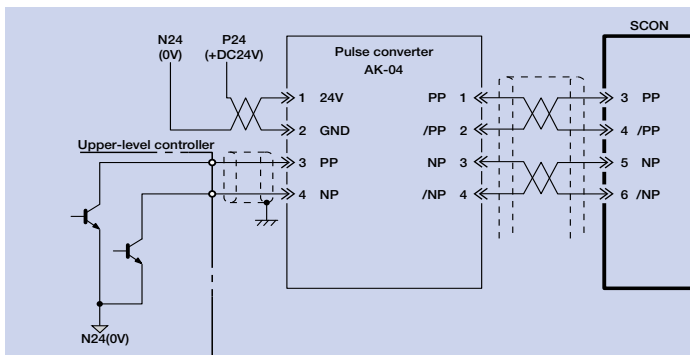 SCON
N24
(0V)
P24
(+DC24V)
Pulse converter
AK-04
1 24V
PP 1
3 PP
2 GND
/PP 2
4 /PP
Upper-level controller
3 PP
NP 3
5 NP
4 NP
/NP 4
6 /NP
N24(0V)